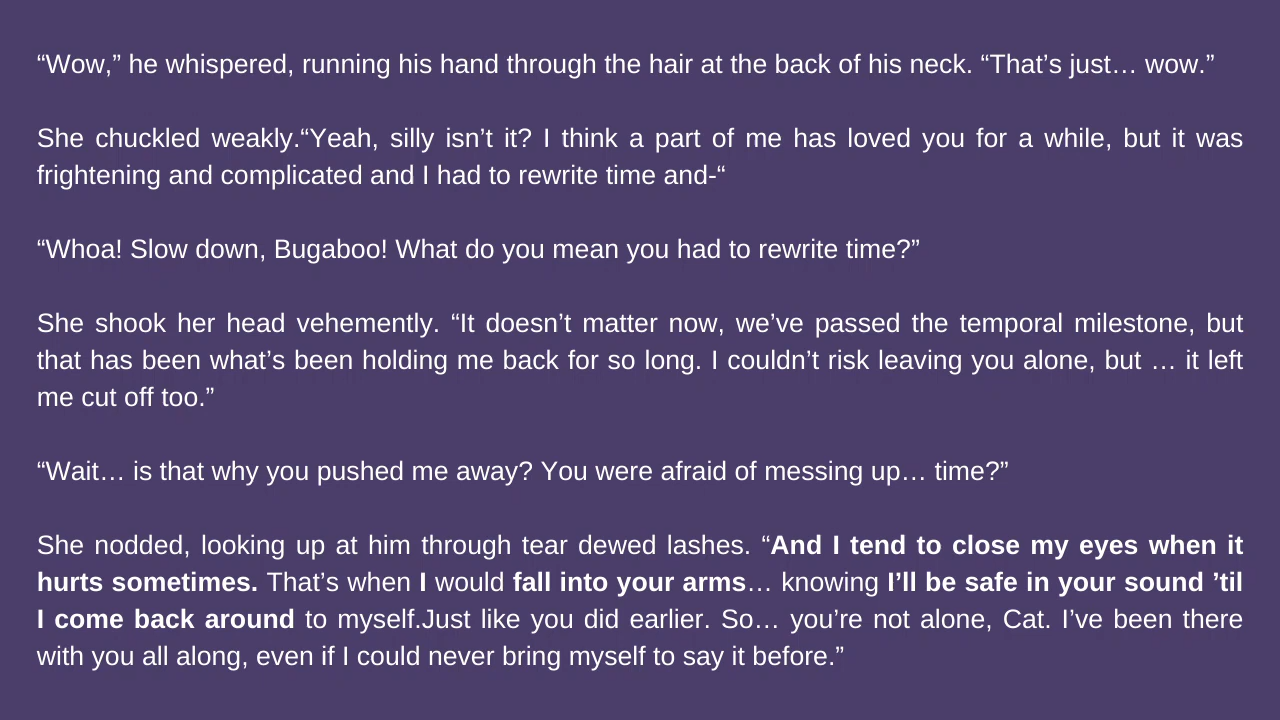 “Wow,” he whispered, running his hand through the hair at the back of his neck. “That’s just… wow.”
She chuckled weakly.“Yeah, silly isn’t it? I think a part of me has loved you for a while, but it was
frightening and complicated and I had to rewrite time and-“
“Whoa! Slow down, Bugaboo! What do you mean you had to rewrite time?”
She shook her head vehemently. “It doesn’t matter now, we’ve passed the temporal milestone, but
that has been what’s been holding me back for so long. I couldn’t risk leaving you alone, but … it left
me cut off too.”
“Wait… is that why you pushed me away? You were afraid of messing up… time?”
She nodded, looking up at him through tear dewed lashes. “And I tend to close my eyes when it
hurts sometimes. That’s when I would fall into your arms… knowing I’ll be safe in your sound ’til
I come back around to myself.Just like you did earlier. So… you’re not alone, Cat. I’ve been there
with you all along, even if I could never bring myself to say it before.”